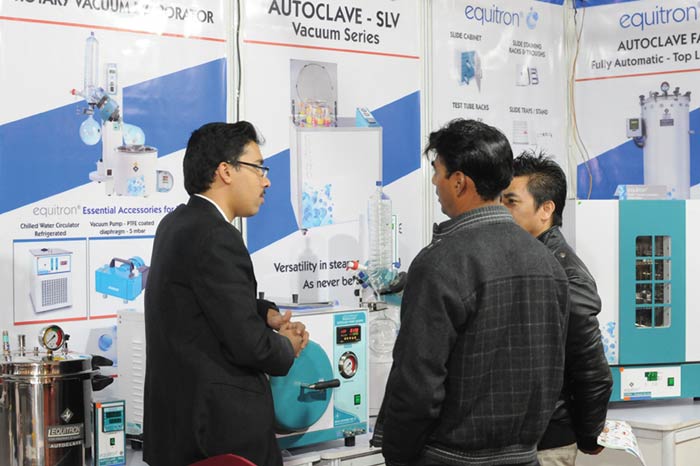 ROTARY VACUUM EVAPORATOR
equitron® Essential Accessories for
Chilled Water Circulator
Refrigerated
Vacuum Pump - PTFE coated
diaphragm - 5 mbar
AUTOCLAVE - SLV
Vacuum Series
Versatility in steam
As never be
equitron
SLIDE CABINET
SLIDE STAINING
RACKS & TROUGHS
TEST TUBE RACKS
SLIDE TRAYS / STAND
equitron
AUTOCLAVE FA
Fully Automatic - Top L
EQUITRON
AUTOCLAVE